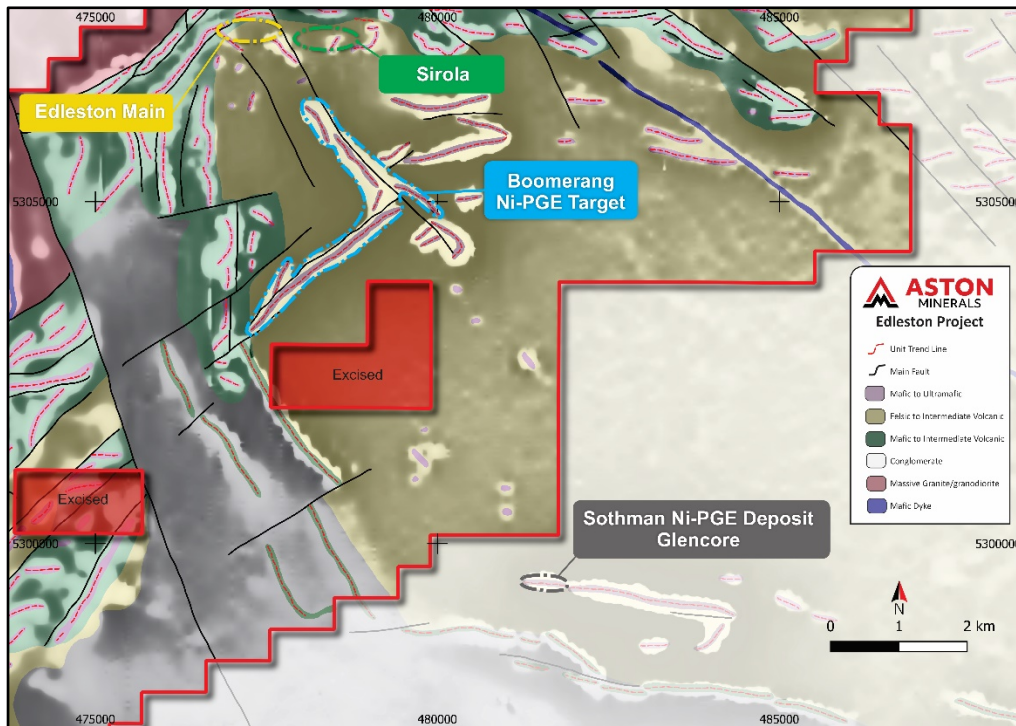 475000
480000
485000
Sirola
Edleston Main
Boomerang
Ni-PGE Target
5305000
5305000
ASTON
MINERALS
Edleston Project
Unit Trend Line
Main Fault
Mafic to Ultramafic
Felsic to Intermediate Volcanic
Mafic to Intermediate Volcanic
Conglomerate
Massive Granite/granodiorite
Mafic Dyke
Excised
Excised
Sothman Ni-PGE Deposit
Glencore
5300000
5300000
N
0 1 2 km
475000
480000
485000